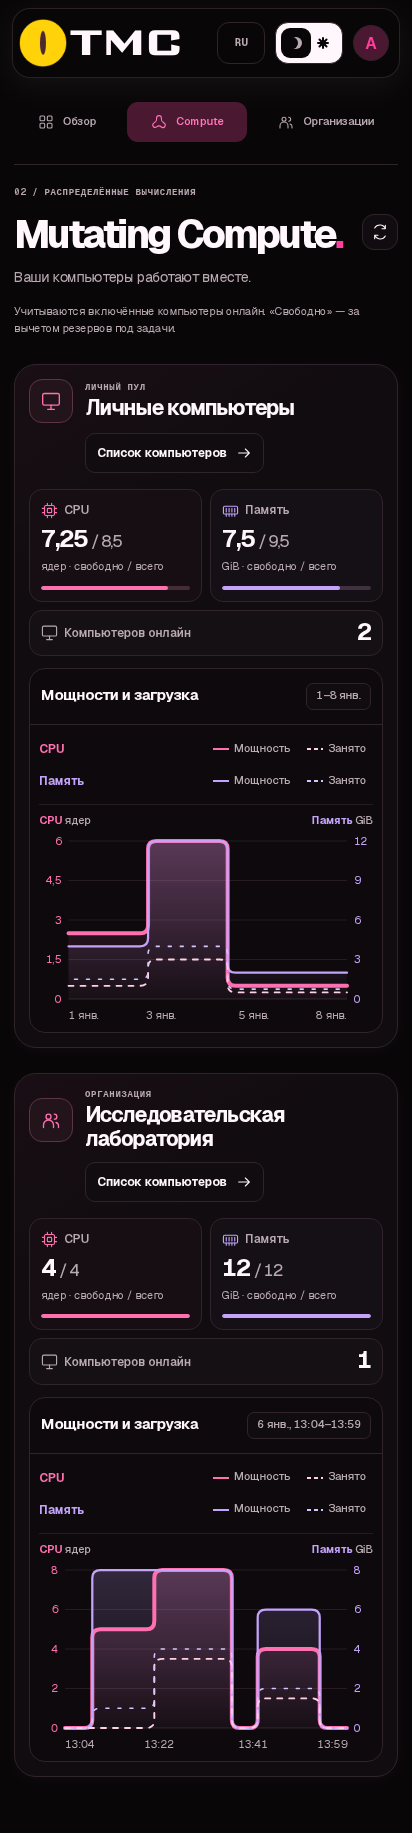 TMC
RU
A
Обзор
Compute
Организации
02 / РАСПРЕДЕЛЁННЫЕ ВЫЧИСЛЕНИЯ
Mutating Compute.
Ваши компьютеры работают вместе.
Учитываются включённые компьютеры онлайн. «Свободно» — за
вычетом резервов под задачи.
ЛИЧНЫЙ ПУЛ
Личные компьютеры
Список компьютеров →
CPU
7,25 / 8,5
ядер · свободно / всего
Память
7,5 / 9,5
GiB · свободно / всего
Компьютеров онлайн 2
Мощности и загрузка
1–8 янв.
CPU Мощность Занято
Память Мощность Занято
CPU ядер Память GiB
6 12
4,5 9
3 6
1,5 3
0 0
1 янв. 3 янв. 5 янв. 8 янв.
ОРГАНИЗАЦИЯ
Исследовательская
лаборатория
Список компьютеров →
CPU
4 / 4
ядер · свободно / всего
Память
12 / 12
GiB · свободно / всего
Компьютеров онлайн 1
Мощности и загрузка
6 янв., 13:04–13:59
CPU Мощность Занято
Память Мощность Занято
CPU ядер Память GiB
8 8
6 6
4 4
2 2
0 0
13:04 13:22 13:41 13:59